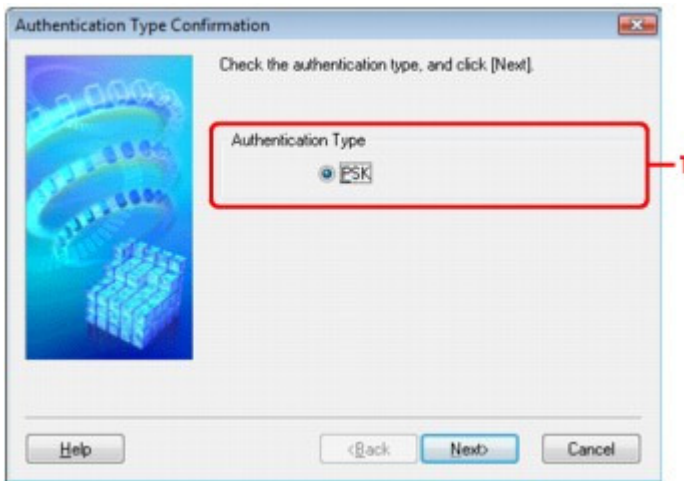 Authentication Type Confirmation
Check the authentication type, and click [Next].
Authentication Type
PSK
1
Help
<Back
Next>
Cancel